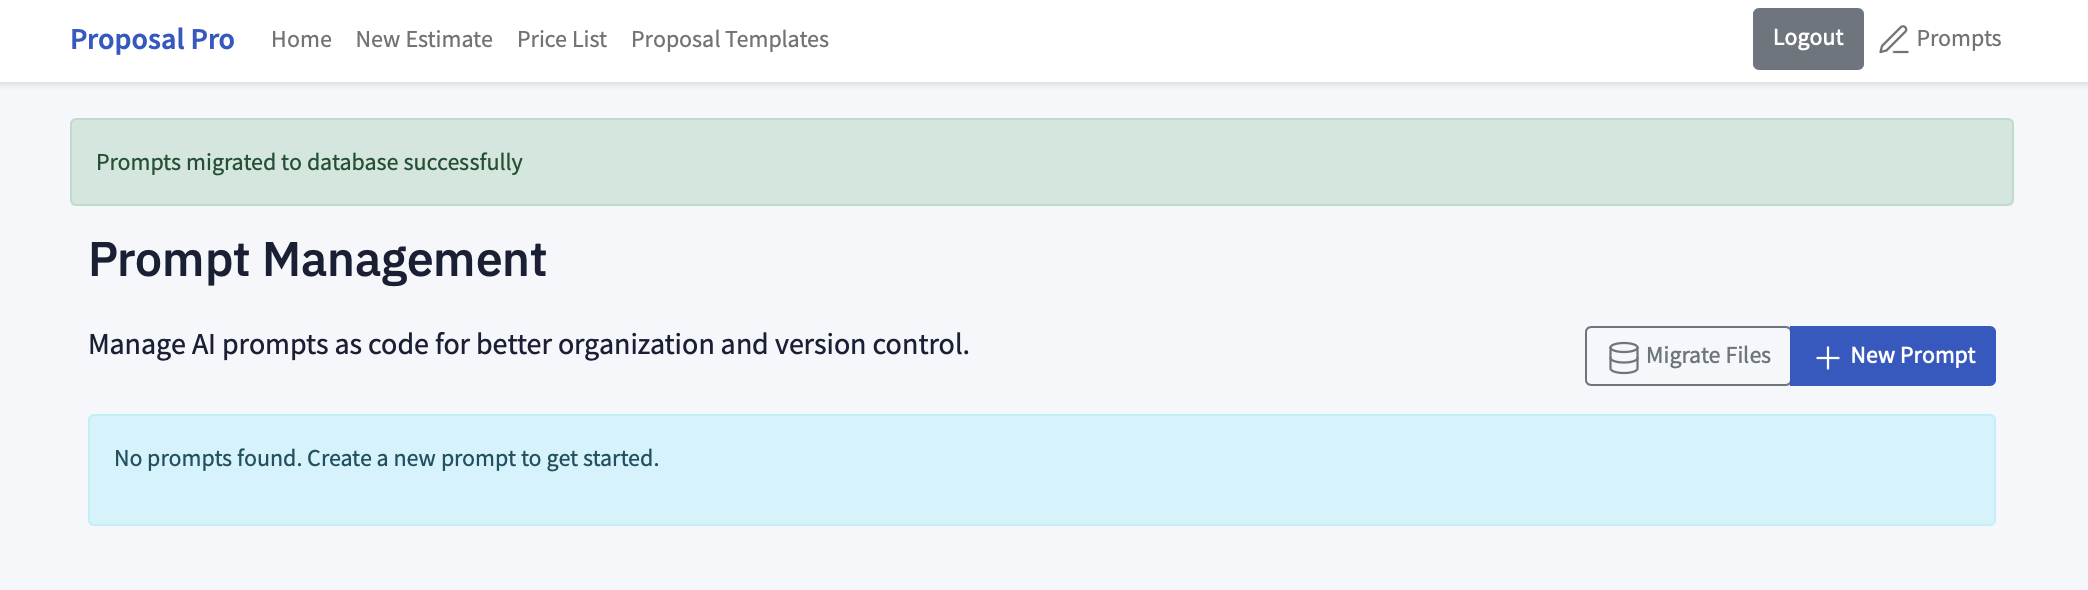 Proposal Pro Home New Estimate Price List Proposal Templates Logout Prompts
Prompts migrated to database successfully
Prompt Management
Manage AI prompts as code for better organization and version control.
Migrate Files New Prompt
No prompts found. Create a new prompt to get started.